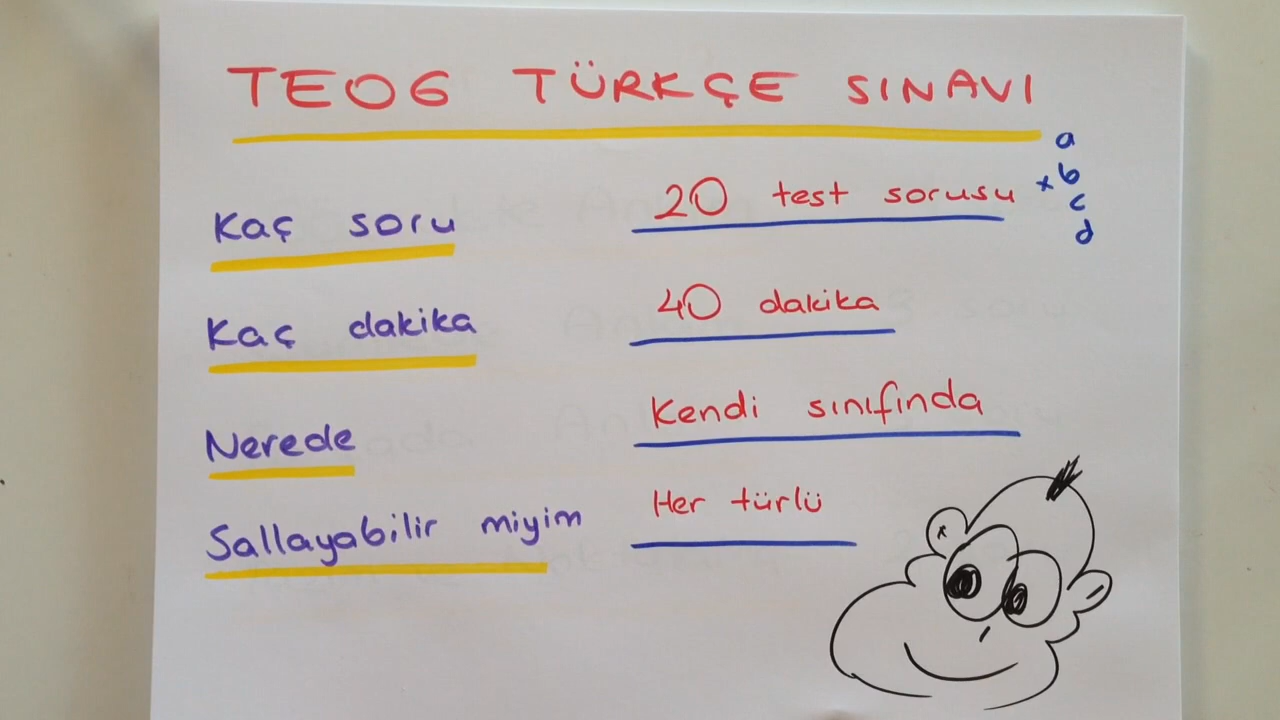 TEOG TÜRKÇE SINAVI
Kaç soru 20 test sorusu
a
x b
c
d
Kaç dakika 40 dakika
Nerede Kendi sınıfında
Sallayabilir miyim Her türlü